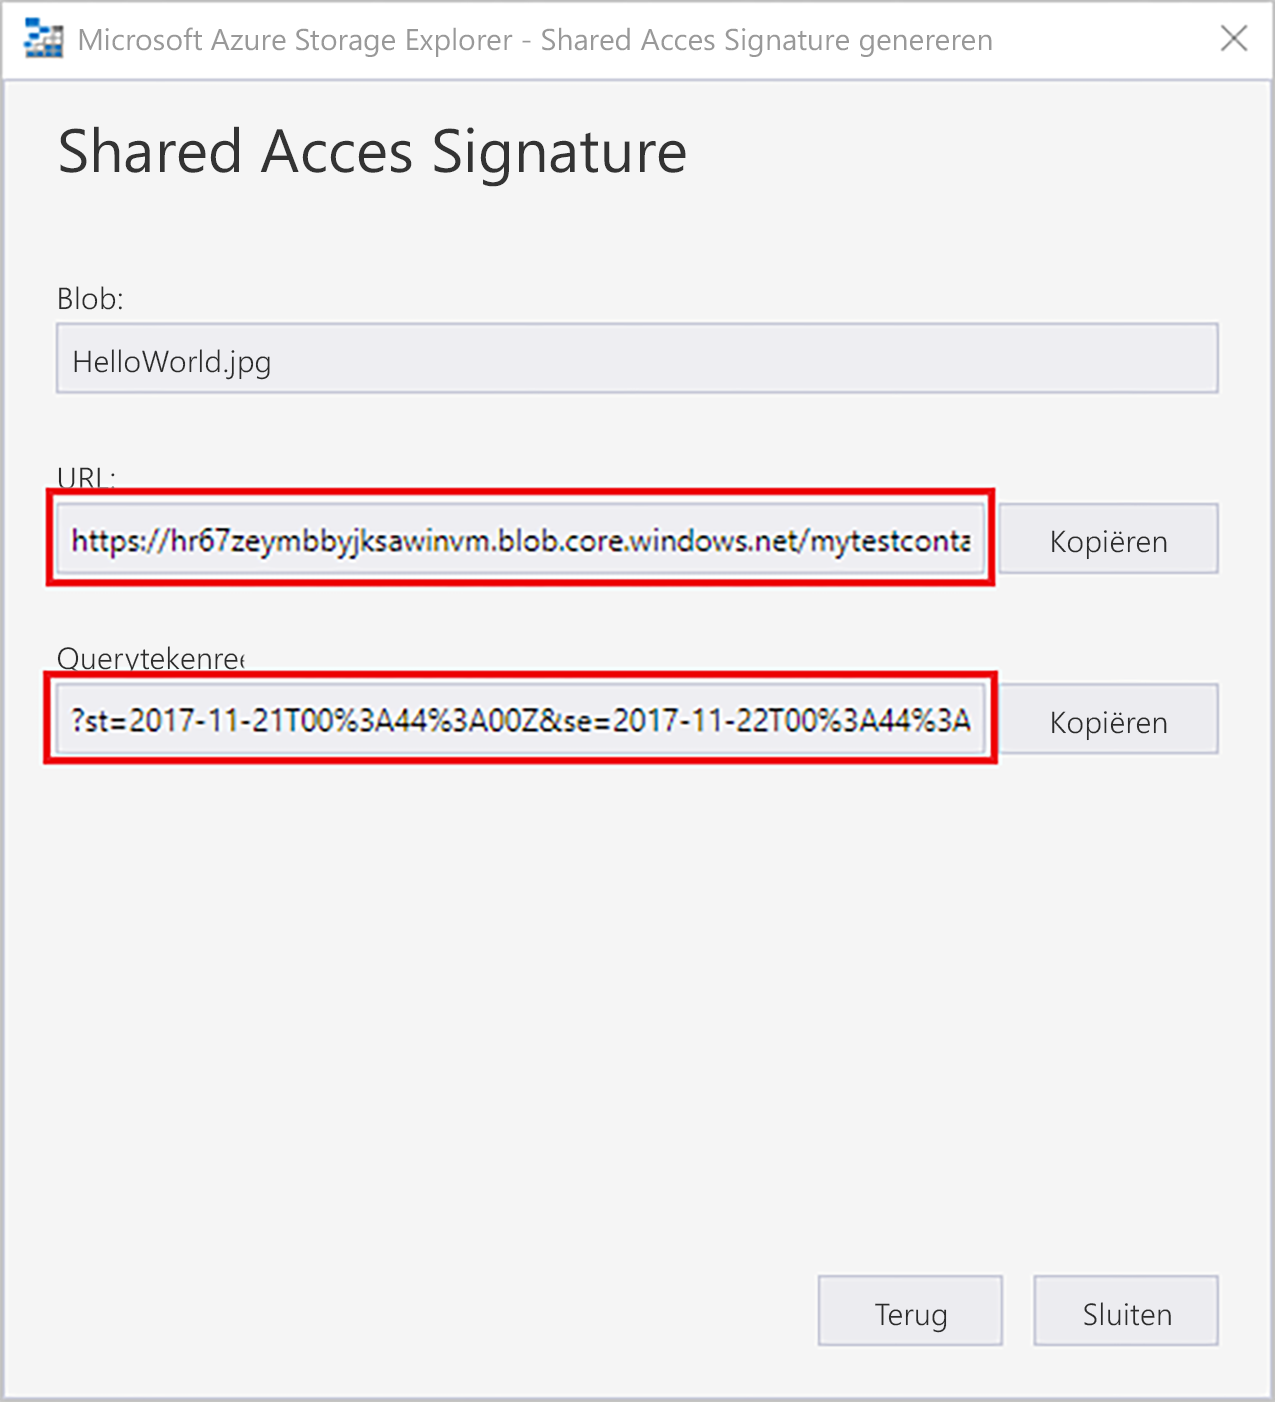 Microsoft Azure Storage Explorer - Shared Acces Signature genereren
Shared Acces Signature
Blob:
HelloWorld.jpg
URL:
https://hr67zeymbbyjksawinvm.blob.core.windows.net/mytestconta
Kopiëren
Querytekenree
?st=2017-11-21T00%3A44%3A00Z&se=2017-11-22T00%3A44%3A
Kopiëren
Terug
Sluiten